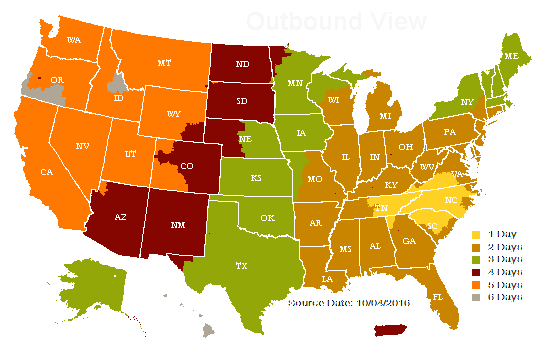 Outbound View
WA
MT
ND
MN
ME
OR
ID
SD
WI
NY
WY
MI
IA
PA
NE
NV
UT
IL
IN
OH
CO
WV
VA
CA
KS
MO
KY
NC
TN
AZ
NM
OK
AR
SC
MS
AL
GA
TX
LA
FL
1 Day
2 Days
3 Days
4 Days
5 Days
6 Days
Source Date: 10/04/2016